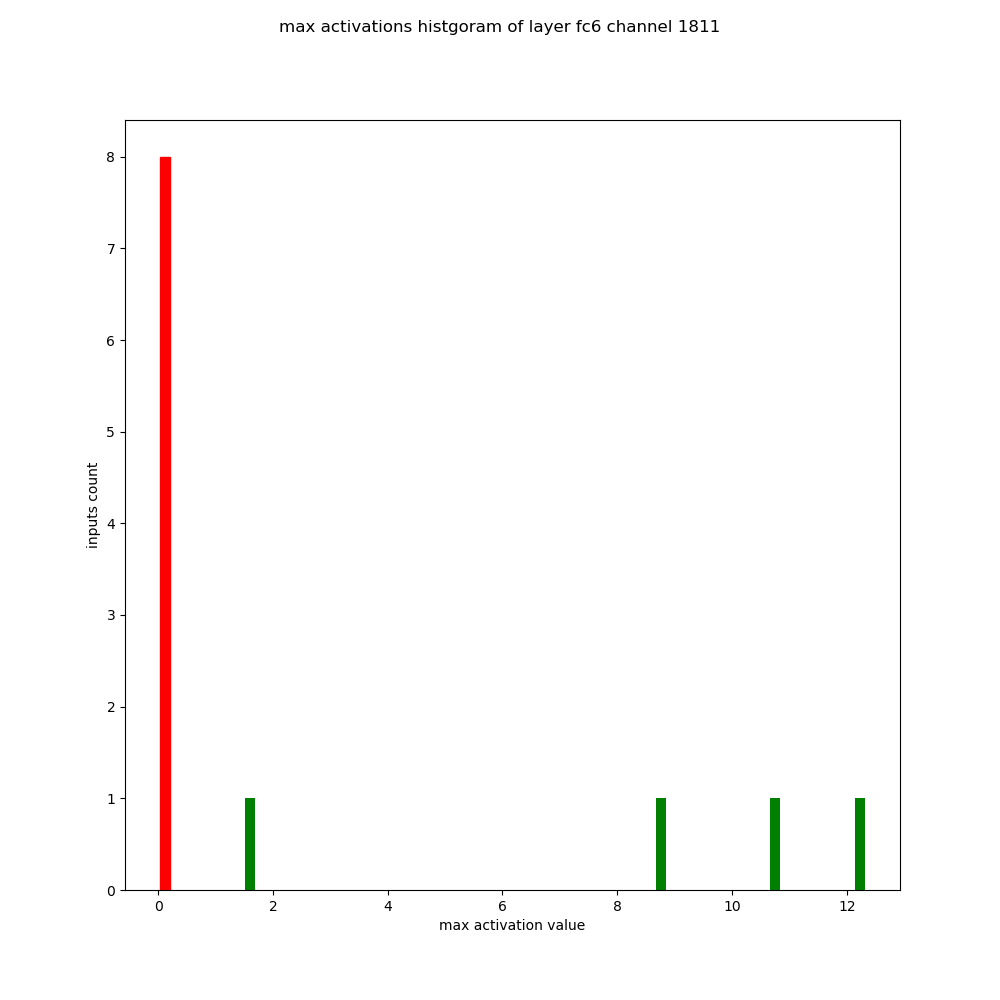 max activations histgoram of layer fc6 channel 1811
8
7
6
5
4
3
2
1
0
inputs count
0 2 4 6 8 10 12
max activation value